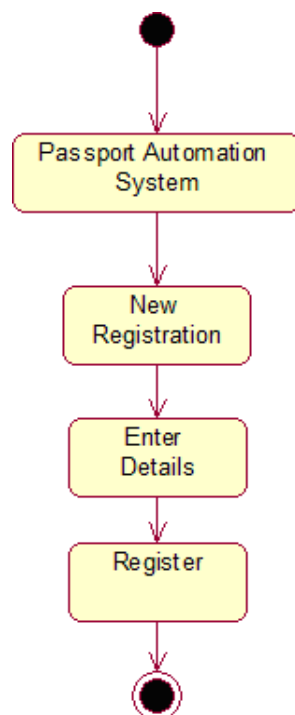 Passport Automation
System
New
Registration
Enter
Details
Register